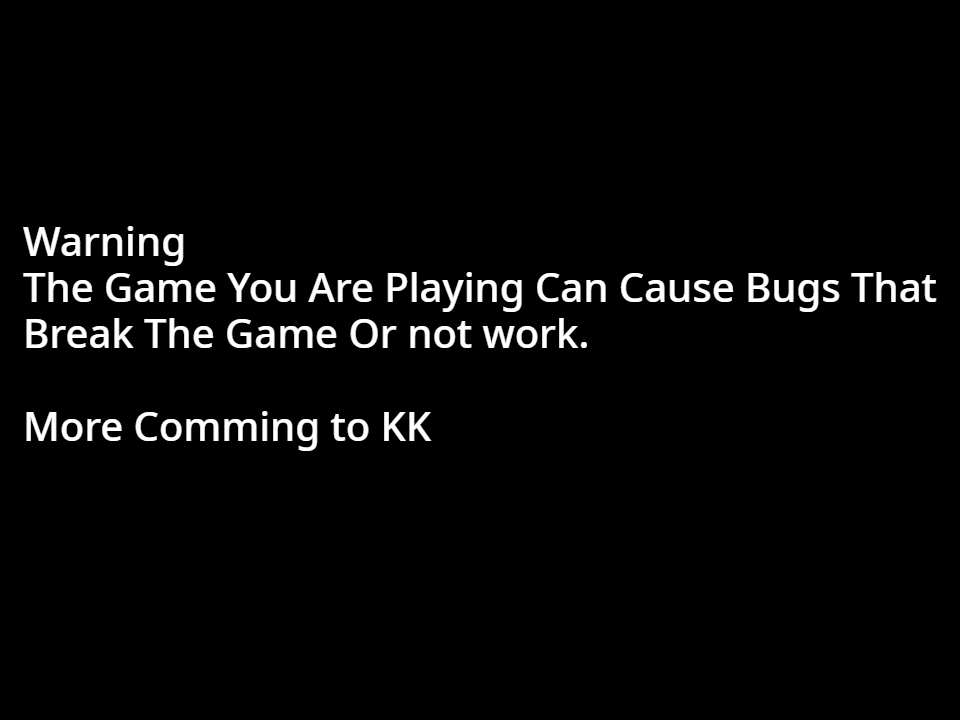 Warning
The Game You Are Playing Can Cause Bugs That
Break The Game Or not work.
More Comming to KK